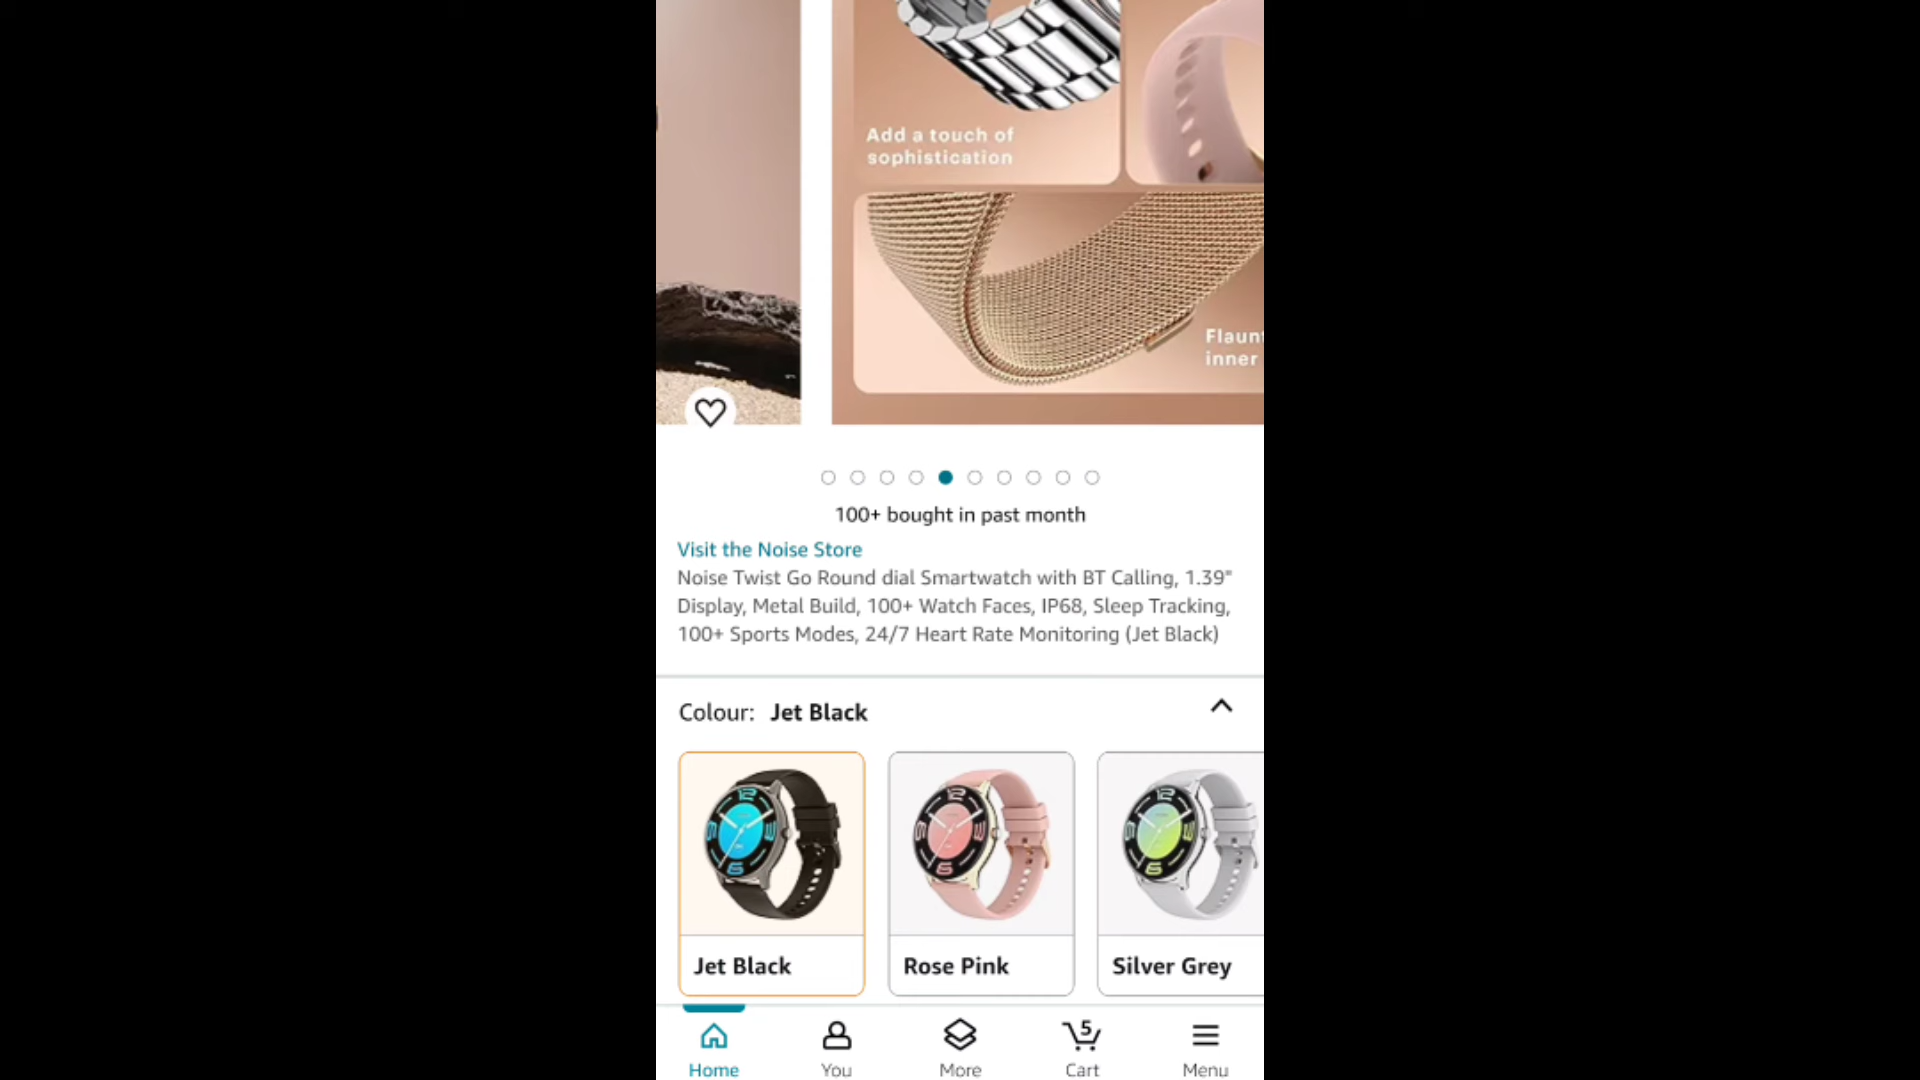 Add a touch of
sophistication
Flaunt
inner
100+ bought in past month
Visit the Noise Store
Noise Twist Go Round dial Smartwatch with BT Calling, 1.39"
Display, Metal Build, 100+ Watch Faces, IP68, Sleep Tracking,
100+ Sports Modes, 24/7 Heart Rate Monitoring (Jet Black)
Colour: Jet Black
Jet Black
Rose Pink
Silver Grey
5
Home
You
More
Cart
Menu